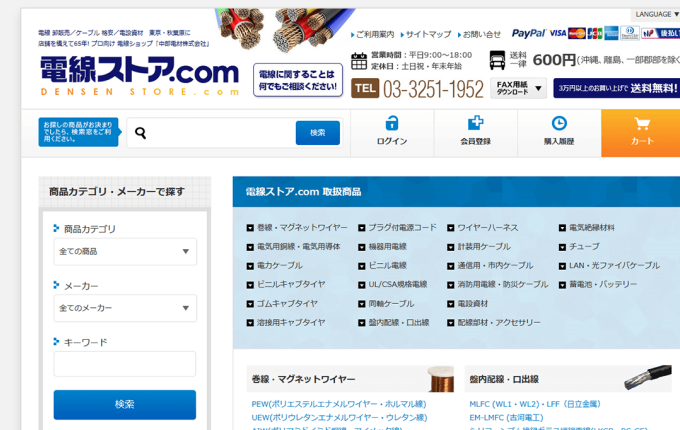 LANGUAGE ▼
電線 卸販売／ケーブル 格安／電設資材 東京・秋葉原に
店舗を構えて65年! プロ向け 電線ショップ「中部電材株式会社」
電線ストア.com
DENSEN STORE.com
電線に関することは
何でもご相談ください!
ご利用案内 サイトマップ お問い合せ
PayPal VISA
営業時間：平日9:00～18:00
定休日：土日祝・年末年始
送料
一律
600円(沖縄、離島、一部郡部を除く
TEL 03-3251-1952
FAX用紙
ダウンロード ▼
3万円以上のお買い上げで 送料無料!
お探しの商品がお決まり
でしたら、検索窓をご利
用ください。
検索
ログイン
会員登録
購入履歴
カート
商品カテゴリ・メーカーで探す
商品カテゴリ
全ての商品
メーカー
全てのメーカー
キーワード
検索
電線ストア.com 取扱商品
巻線・マグネットワイヤー プラグ付電源コード ワイヤーハーネス 電気絶縁材料
電気用銅線・電気用導体 機器用電線 計装用ケーブル チューブ
電力ケーブル ビニル電線 通信用・市内ケーブル LAN・光ファイバケーブル
ビニルキャブタイヤ UL/CSA規格電線 消防用電線・防災ケーブル 蓄電池・バッテリー
ゴムキャブタイヤ 同軸ケーブル 電設資材
溶接用キャブタイヤ 盤内配線・口出線 配線部材・アクセサリー
巻線・マグネットワイヤー
PEW(ポリエステルエナメルワイヤー・ホルマル線)
UEW(ポリウレタンエナメルワイヤー・ウレタン線)
盤内配線・口出線
MLFC (WL1・WL2)・LFF（日立金属）
EM-LMFC (古河電工)